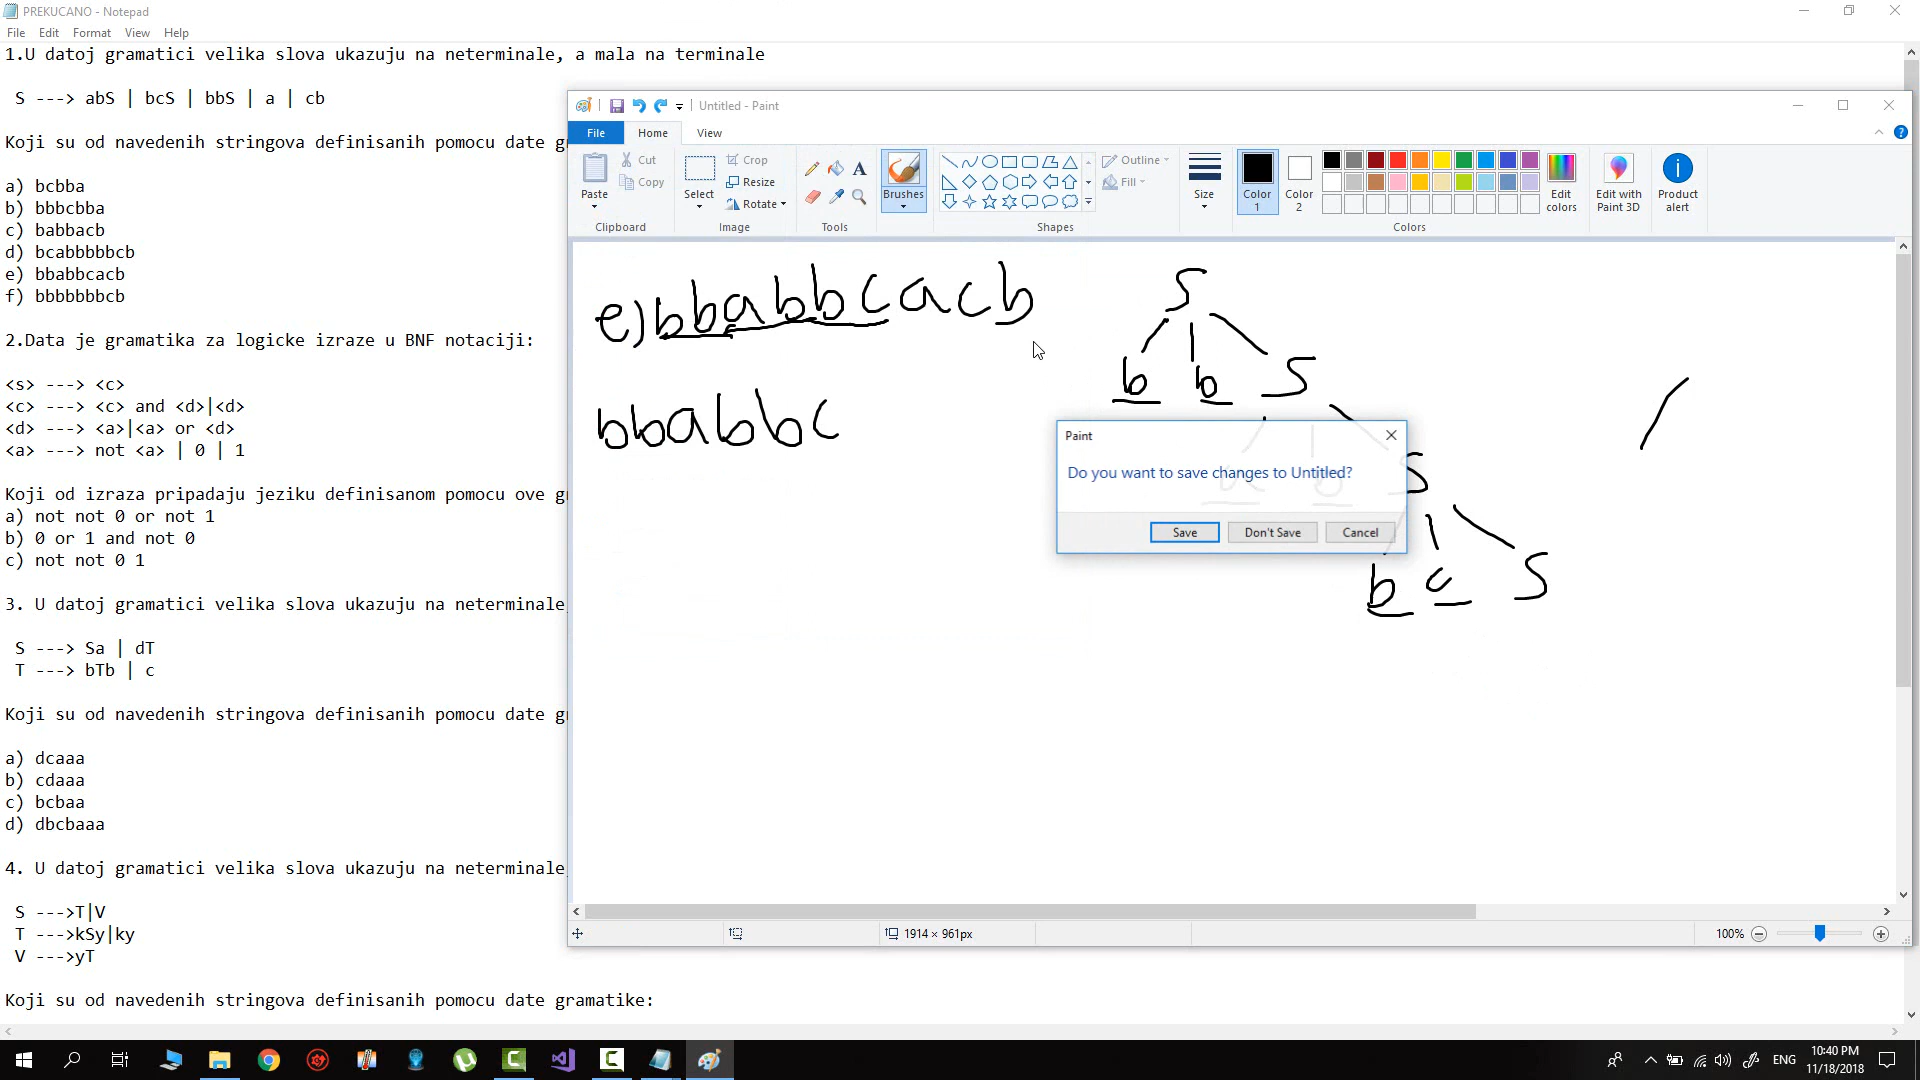 PREKUCANO - Notepad
File Edit Format View Help
1.U datoj gramatici velika slova ukazuju na neterminale, a mala na terminale
S ---> abS | bcS | bbS | a | cb
Koji su od navedenih stringova definisanih pomocu date g
a) bcbba
b) bbbcbba
c) babbacb
d) bcabbbbbcb
e) bbabbcacb
f) bbbbbbbcb
2.Data je gramatika za logicke izraze u BNF notaciji:
<s> ---> <c>
<c> ---> <c> and <d>|<d>
<d> ---> <a>|<a> or <d>
<a> ---> not <a> | 0 | 1
Koji od izraza pripadaju jeziku definisanom pomocu ove g
a) not not 0 or not 1
b) 0 or 1 and not 0
c) not not 0 1
3. U datoj gramatici velika slova ukazuju na neterminale,
S ---> Sa | dT
T ---> bTb | c
Koji su od navedenih stringova definisanih pomocu date g
a) dcaaa
b) cdaaa
c) bcbaa
d) dbcbaaa
4. U datoj gramatici velika slova ukazuju na neterminale,
S --->T|V
T --->kSy|ky
V --->yT
Koji su od navedenih stringova definisanih pomocu date gramatike:
Untitled - Paint
File Home View
Paste Cut Copy Clipboard
Select Crop Resize Rotate Image
Tools
Brushes
Shapes Outline Fill
Size
Color 1 Color 2 Colors
Edit colors
Edit with Paint 3D
Product alert
e) bbabbcacb
bbabbc
S
b b S
a b S
b c S
Paint
Do you want to save changes to Untitled?
Save Don't Save Cancel
1914 × 961px
100%
ENG
10:40 PM
11/18/2018